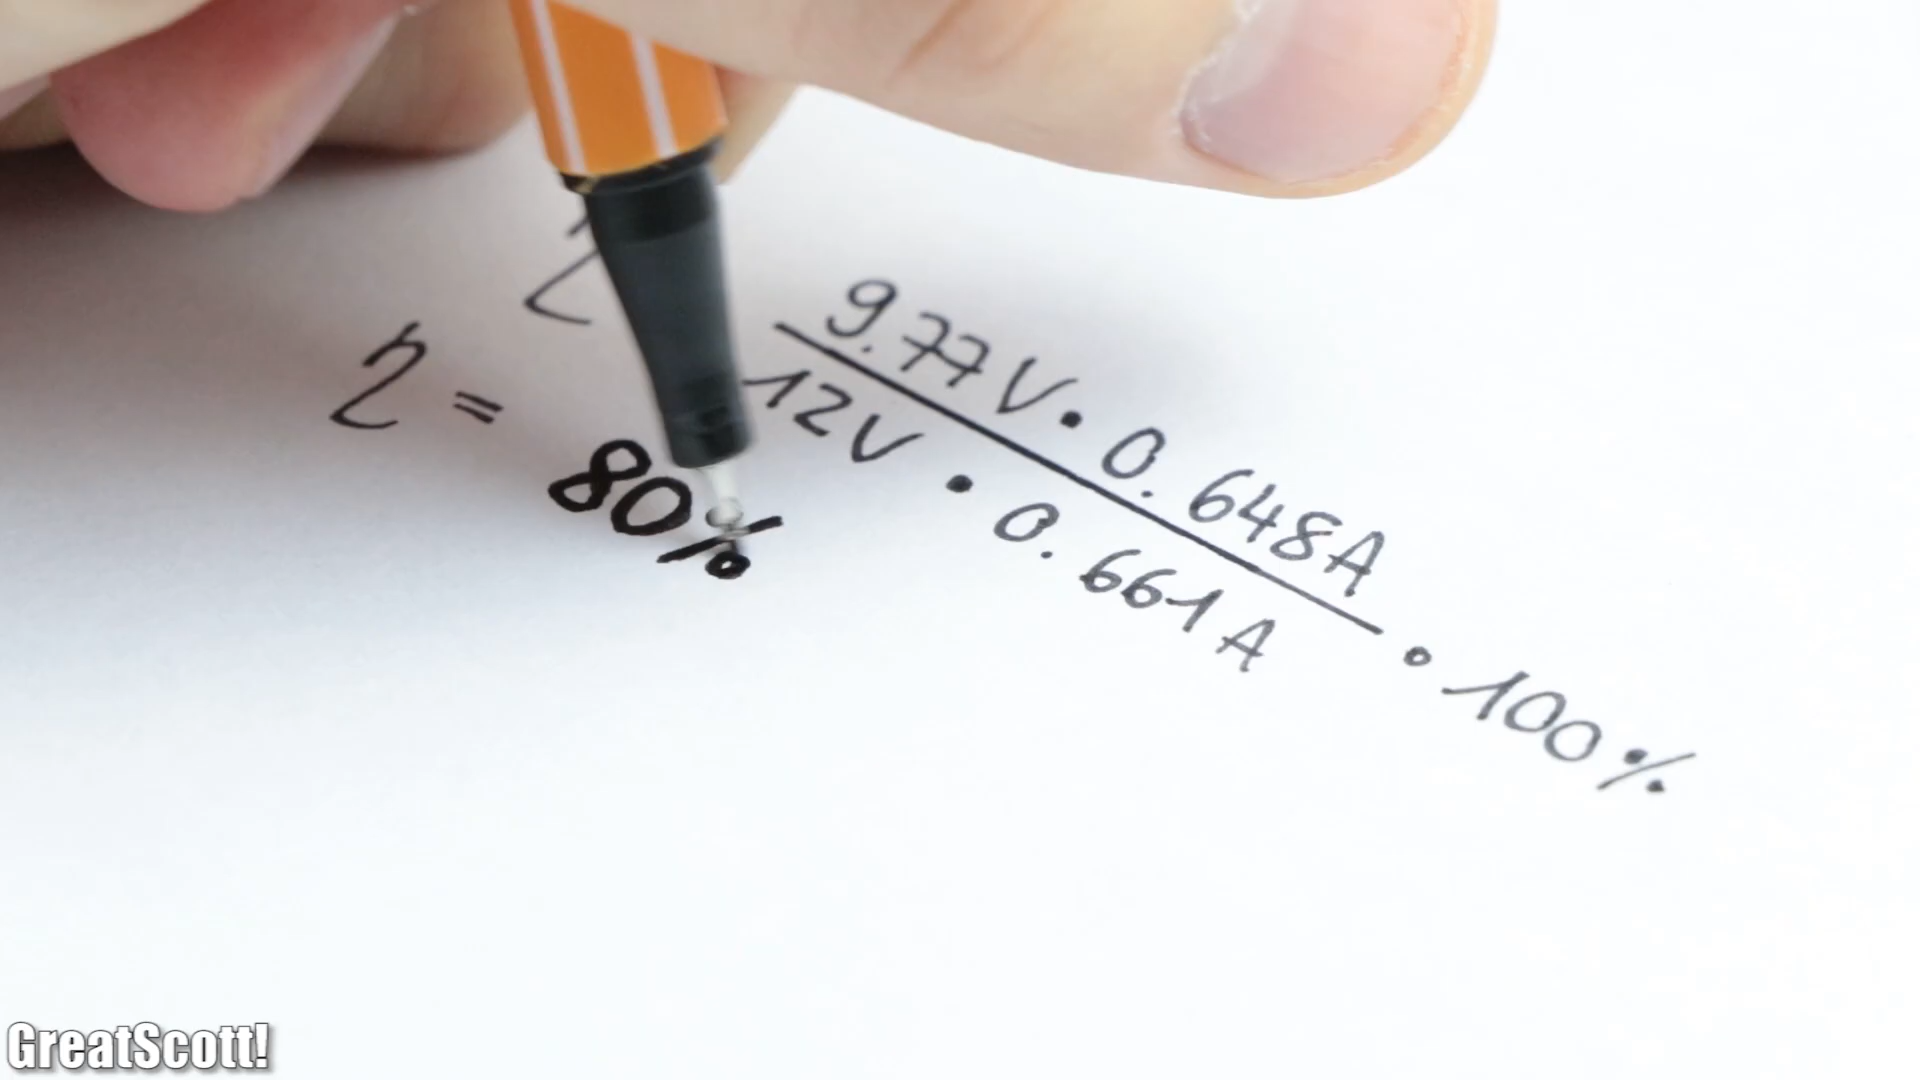 η 9.77V • 0.648A
12V • 0.661A • 100%
η = 80%
GreatScott!